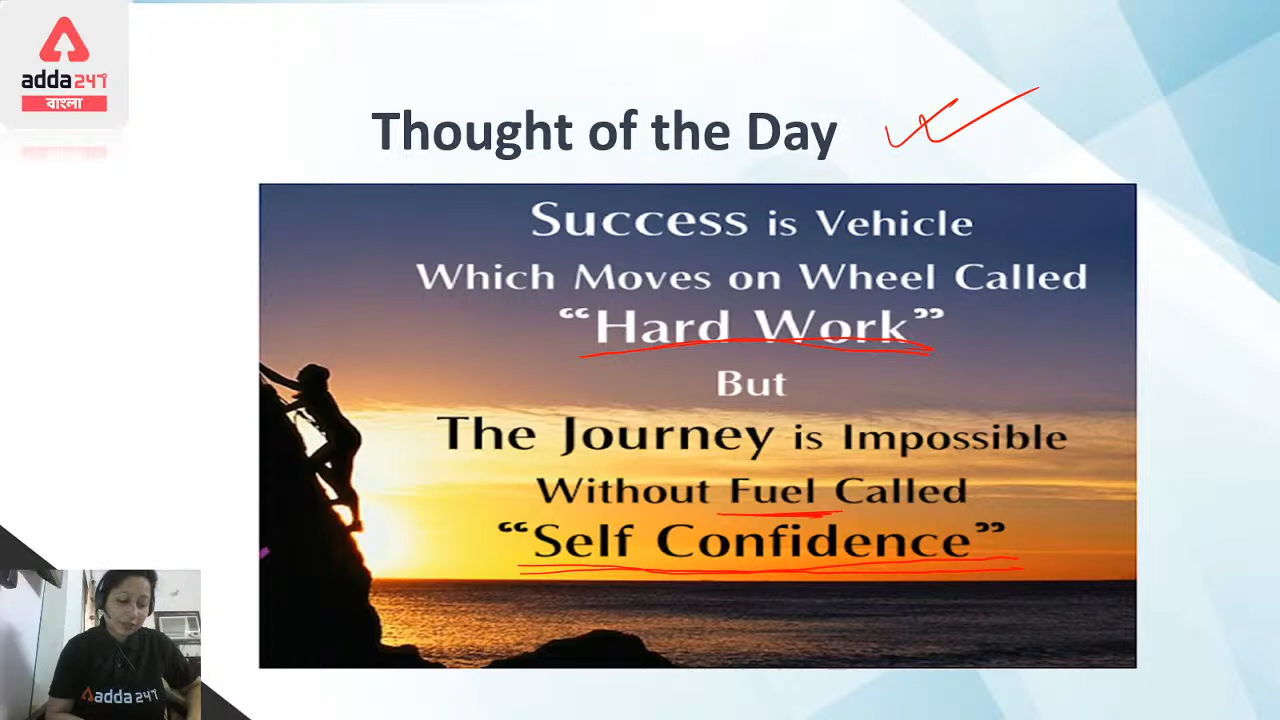 adda247
বাংলা
Thought of the Day
Success is Vehicle
Which Moves on Wheel Called
“Hard Work”
But
The Journey is Impossible
Without Fuel Called
“Self Confidence”
adda247